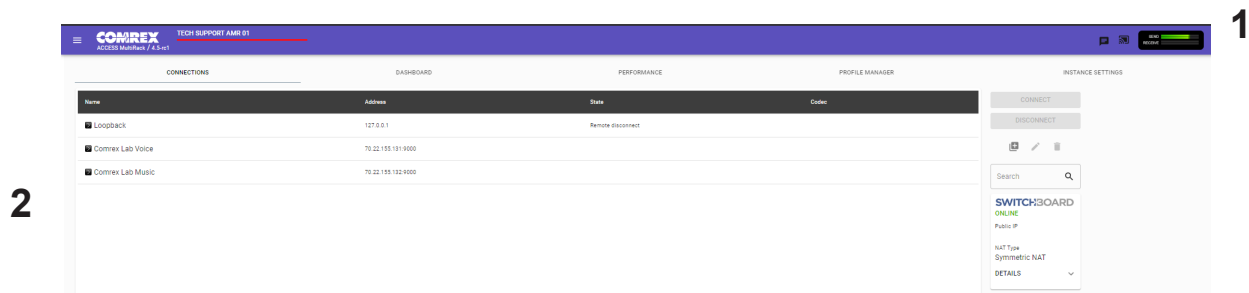 1
COMREX
TECH SUPPORT AMR 01
ACCESS MultiRack / 4.5-rc1
SEND
RECEIVE
CONNECTIONS DASHBOARD PERFORMANCE PROFILE MANAGER INSTANCE SETTINGS
Name Address State Codec
CONNECT
Loopback 127.0.0.1 Remote disconnect
DISCONNECT
Comrex Lab Voice 70.22.155.131:9000
Comrex Lab Music 70.22.155.132:9000
Search
2
SWITCHBOARD
ONLINE
Public IP
NAT Type
Symmetric NAT
DETAILS